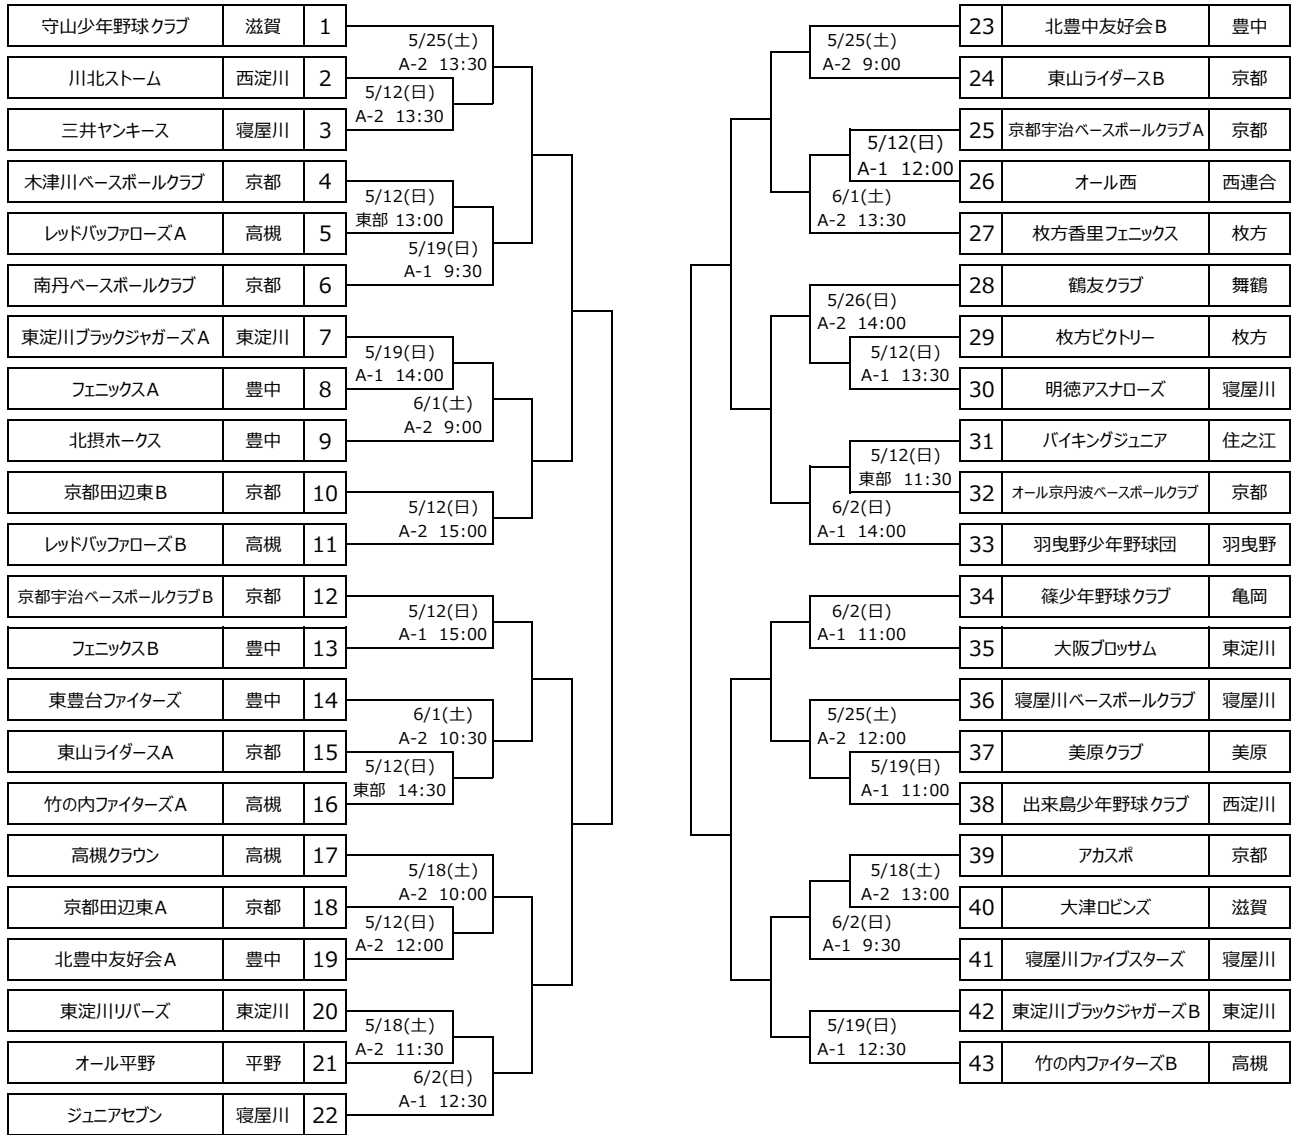 守山少年野球クラブ 滋賀 1
5/25(土)
A-2 13:30
川北ストーム 西淀川 2
5/12(日)
A-2 13:30
三井ヤンキース 寝屋川 3
木津川ベースボールクラブ 京都 4
5/12(日)
東部 13:00
レッドバッファローズA 高槻 5
5/19(日)
A-1 9:30
南丹ベースボールクラブ 京都 6
東淀川ブラックジャガーズA 東淀川 7
5/19(日)
A-1 14:00
フェニックスA 豊中 8
6/1(土)
A-2 9:00
北摂ホークス 豊中 9
京都田辺東B 京都 10
5/12(日)
A-2 15:00
レッドバッファローズB 高槻 11
京都宇治ベースボールクラブB 京都 12
5/12(日)
A-1 15:00
フェニックスB 豊中 13
東豊台ファイターズ 豊中 14
6/1(土)
A-2 10:30
東山ライダースA 京都 15
5/12(日)
東部 14:30
竹の内ファイターズA 高槻 16
高槻クラウン 高槻 17
5/18(土)
A-2 10:00
京都田辺東A 京都 18
5/12(日)
A-2 12:00
北豊中友好会A 豊中 19
東淀川リバーズ 東淀川 20
5/18(土)
A-2 11:30
オール平野 平野 21
6/2(日)
A-1 12:30
ジュニアセブン 寝屋川 22
23 北豊中友好会B 豊中
5/25(土)
A-2 9:00
24 東山ライダースB 京都
25 京都宇治ベースボールクラブA 京都
5/12(日)
A-1 12:00
26 オール西 西連合
6/1(土)
A-2 13:30
27 枚方香里フェニックス 枚方
28 鶴友クラブ 舞鶴
5/26(日)
A-2 14:00
29 枚方ビクトリー 枚方
5/12(日)
A-1 13:30
30 明徳アスナローズ 寝屋川
31 バイキングジュニア 住之江
5/12(日)
東部 11:30
32 オール京丹波ベースボールクラブ 京都
6/2(日)
A-1 14:00
33 羽曳野少年野球団 羽曳野
34 篠少年野球クラブ 亀岡
6/2(日)
A-1 11:00
35 大阪ブロッサム 東淀川
36 寝屋川ベースボールクラブ 寝屋川
5/25(土)
A-2 12:00
37 美原クラブ 美原
5/19(日)
A-1 11:00
38 出来島少年野球クラブ 西淀川
39 アカスポ 京都
5/18(土)
A-2 13:00
40 大津ロビンズ 滋賀
6/2(日)
A-1 9:30
41 寝屋川ファイブスターズ 寝屋川
42 東淀川ブラックジャガーズB 東淀川
5/19(日)
A-1 12:30
43 竹の内ファイターズB 高槻